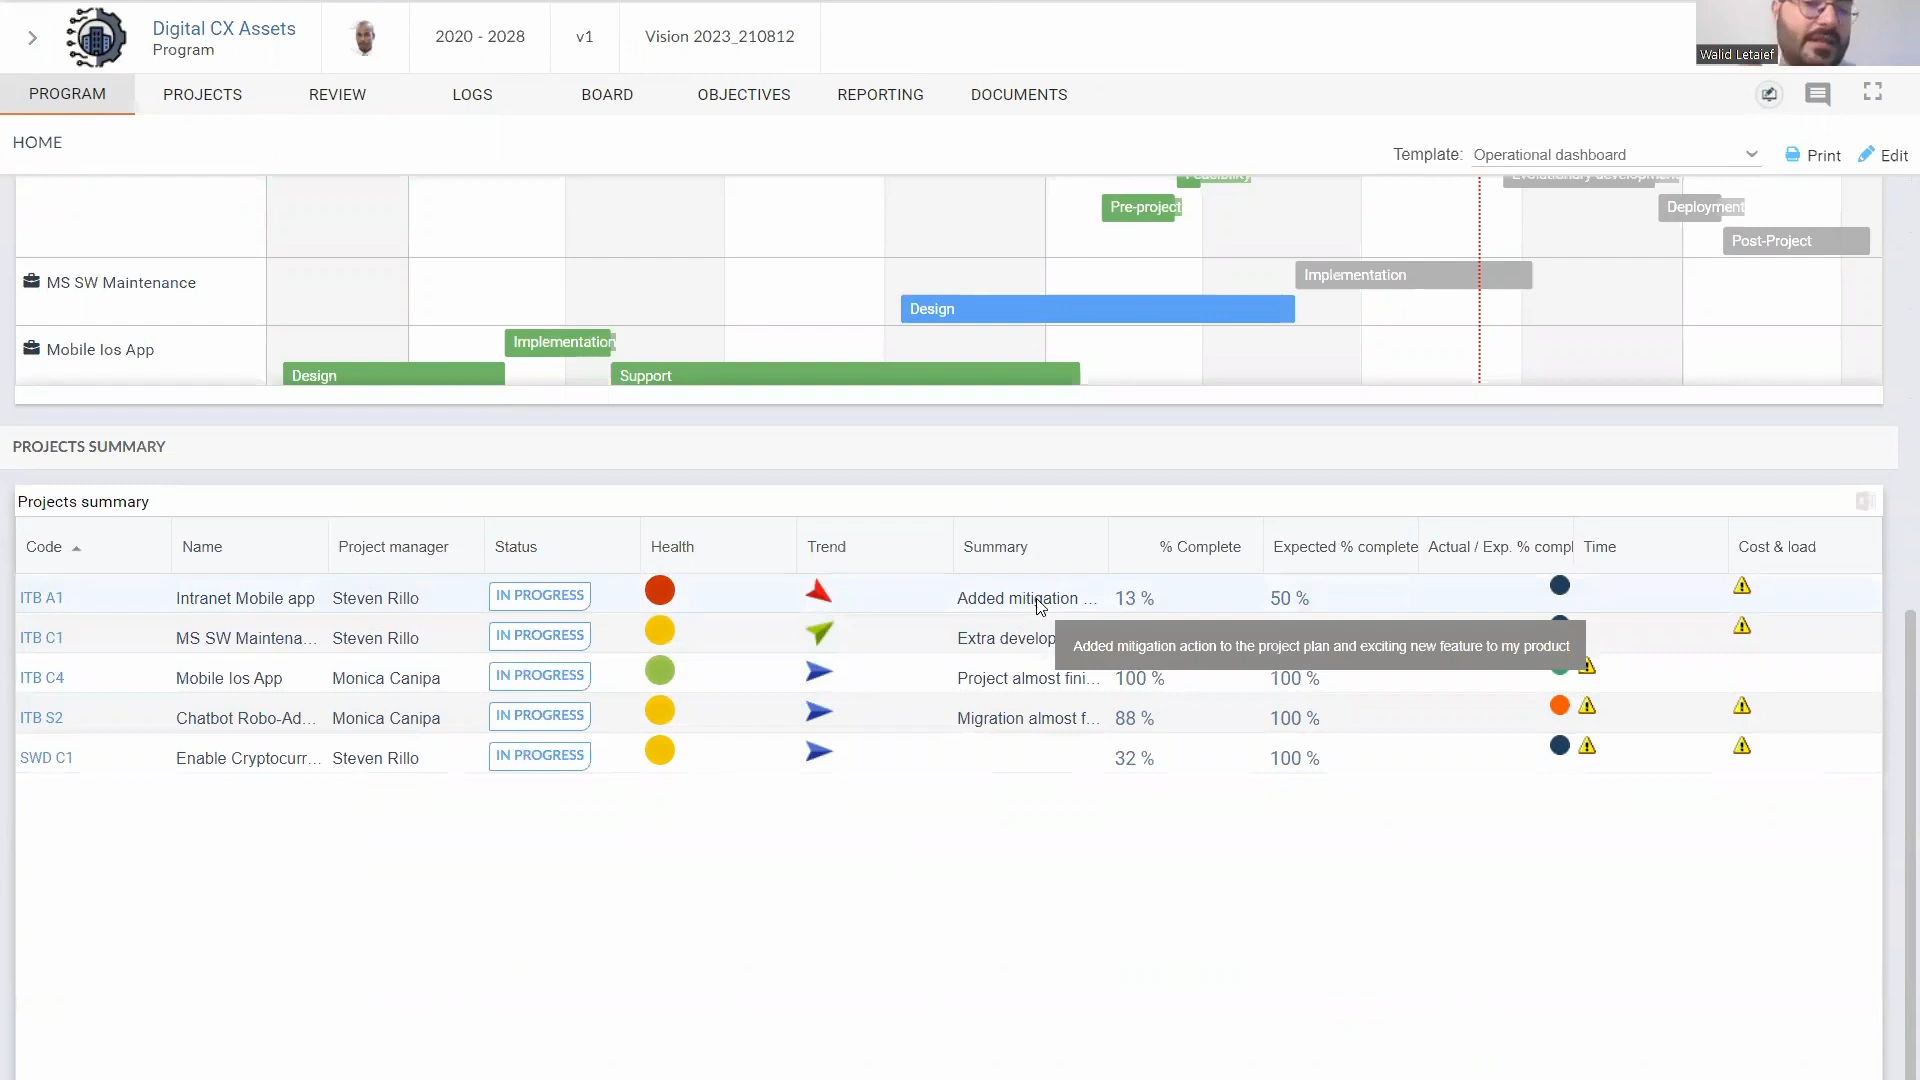 Digital CX Assets
Program
2020 - 2028
v1
Vision 2023_210812
Walid Letaief
PROGRAM
PROJECTS
REVIEW
LOGS
BOARD
OBJECTIVES
REPORTING
DOCUMENTS
HOME
Template: Operational dashboard
Print
Edit
Pre-project
Deployment
Post-Project
MS SW Maintenance
Implementation
Design
Mobile Ios App
Implementation
Design
Support
PROJECTS SUMMARY
Projects summary
Code Name Project manager Status Health Trend Summary % Complete Expected % complete Actual / Exp. % compl Time Cost & load
ITB A1 Intranet Mobile app Steven Rillo IN PROGRESS Added mitigation ... 13 % 50 %
ITB C1 MS SW Maintena... Steven Rillo IN PROGRESS Extra develop
Added mitigation action to the project plan and exciting new feature to my product
ITB C4 Mobile Ios App Monica Canipa IN PROGRESS Project almost fini... 100 % 100 %
ITB S2 Chatbot Robo-Ad... Monica Canipa IN PROGRESS Migration almost f... 88 % 100 %
SWD C1 Enable Cryptocurr... Steven Rillo IN PROGRESS 32 % 100 %